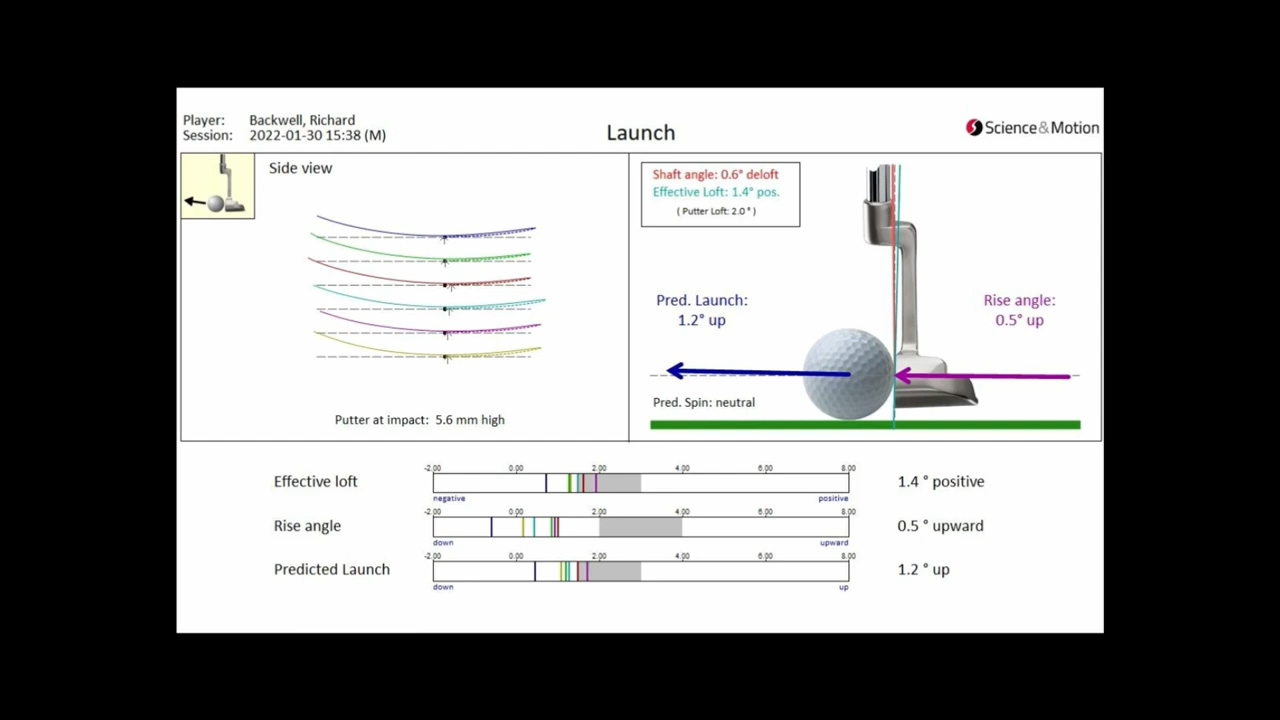 Player: Backwell, Richard
Session: 2022-01-30 15:38 (M)
Launch
Science&Motion
Side view
Putter at impact: 5.6 mm high
Shaft angle: 0.6° deloft
Effective Loft: 1.4° pos.
( Putter Loft: 2.0 ° )
Pred. Launch:
1.2° up
Rise angle:
0.5° up
Pred. Spin: neutral
-2.00 0.00 2.00 4.00 6.00 8.00
Effective loft 1.4 ° positive
negative positive
-2.00 0.00 2.00 4.00 6.00 8.00
Rise angle 0.5 ° upward
down upward
-2.00 0.00 2.00 4.00 6.00 8.00
Predicted Launch 1.2 ° up
down up